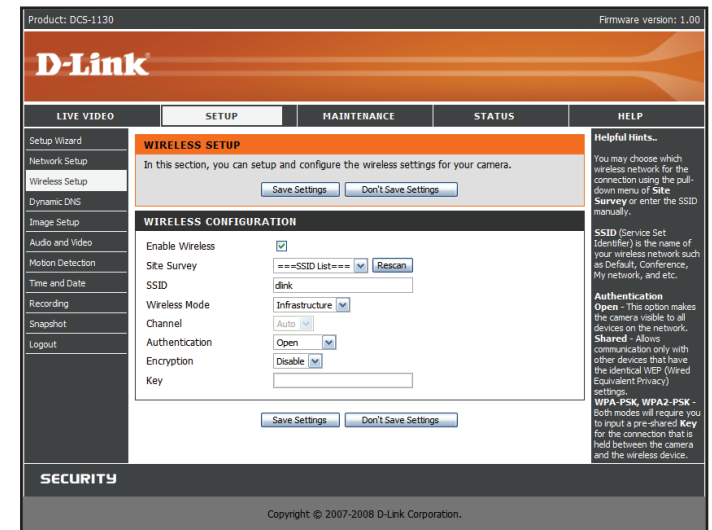 Product: DCS-1130
Firmware version: 1.00
D-Link
LIVE VIDEO
SETUP
MAINTENANCE
STATUS
HELP
Setup Wizard
Network Setup
Wireless Setup
Dynamic DNS
Image Setup
Audio and Video
Motion Detection
Time and Date
Recording
Snapshot
Logout
WIRELESS SETUP
In this section, you can setup and configure the wireless settings for your camera.
Save Settings
Don't Save Settings
WIRELESS CONFIGURATION
Enable Wireless
Site Survey
===SSID List===
Rescan
SSID
dlink
Wireless Mode
Infrastructure
Channel
Auto
Authentication
Open
Encryption
Disable
Key
Save Settings
Don't Save Settings
Helpful Hints..
You may choose which
wireless network for the
connection using the pull-
down menu of Site
Survey or enter the SSID
manually.
SSID (Service Set
Identifier) is the name of
your wireless network such
as Default, Conference,
My network, and etc.
Authentication
Open - This option makes
the camera visible to all
devices on the network.
Shared - Allows
communication only with
other devices that have
the identical WEP (Wired
Equivalent Privacy)
settings.
WPA-PSK, WPA2-PSK -
Both modes will require you
to input a pre-shared Key
for the connection that is
held between the camera
and the wireless device.
SECURITY
Copyright © 2007-2008 D-Link Corporation.